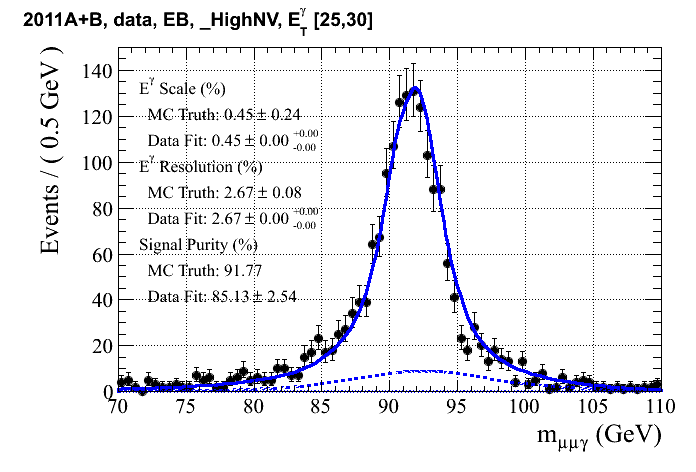 2011A+B, data, EB, _HighNV, E_T^γ [25,30]
Events / ( 0.5 GeV )
140
120
100
80
60
40
20
0
E^γ Scale (%)
MC Truth: 0.45 ± 0.24
Data Fit: 0.45 ± 0.00 +0.00 -0.00
E^γ Resolution (%)
MC Truth: 2.67 ± 0.08
Data Fit: 2.67 ± 0.00 +0.00 -0.00
Signal Purity (%)
MC Truth: 91.77
Data Fit: 85.13 ± 2.54
70 75 80 85 90 95 100 105 110
m_μμγ (GeV)